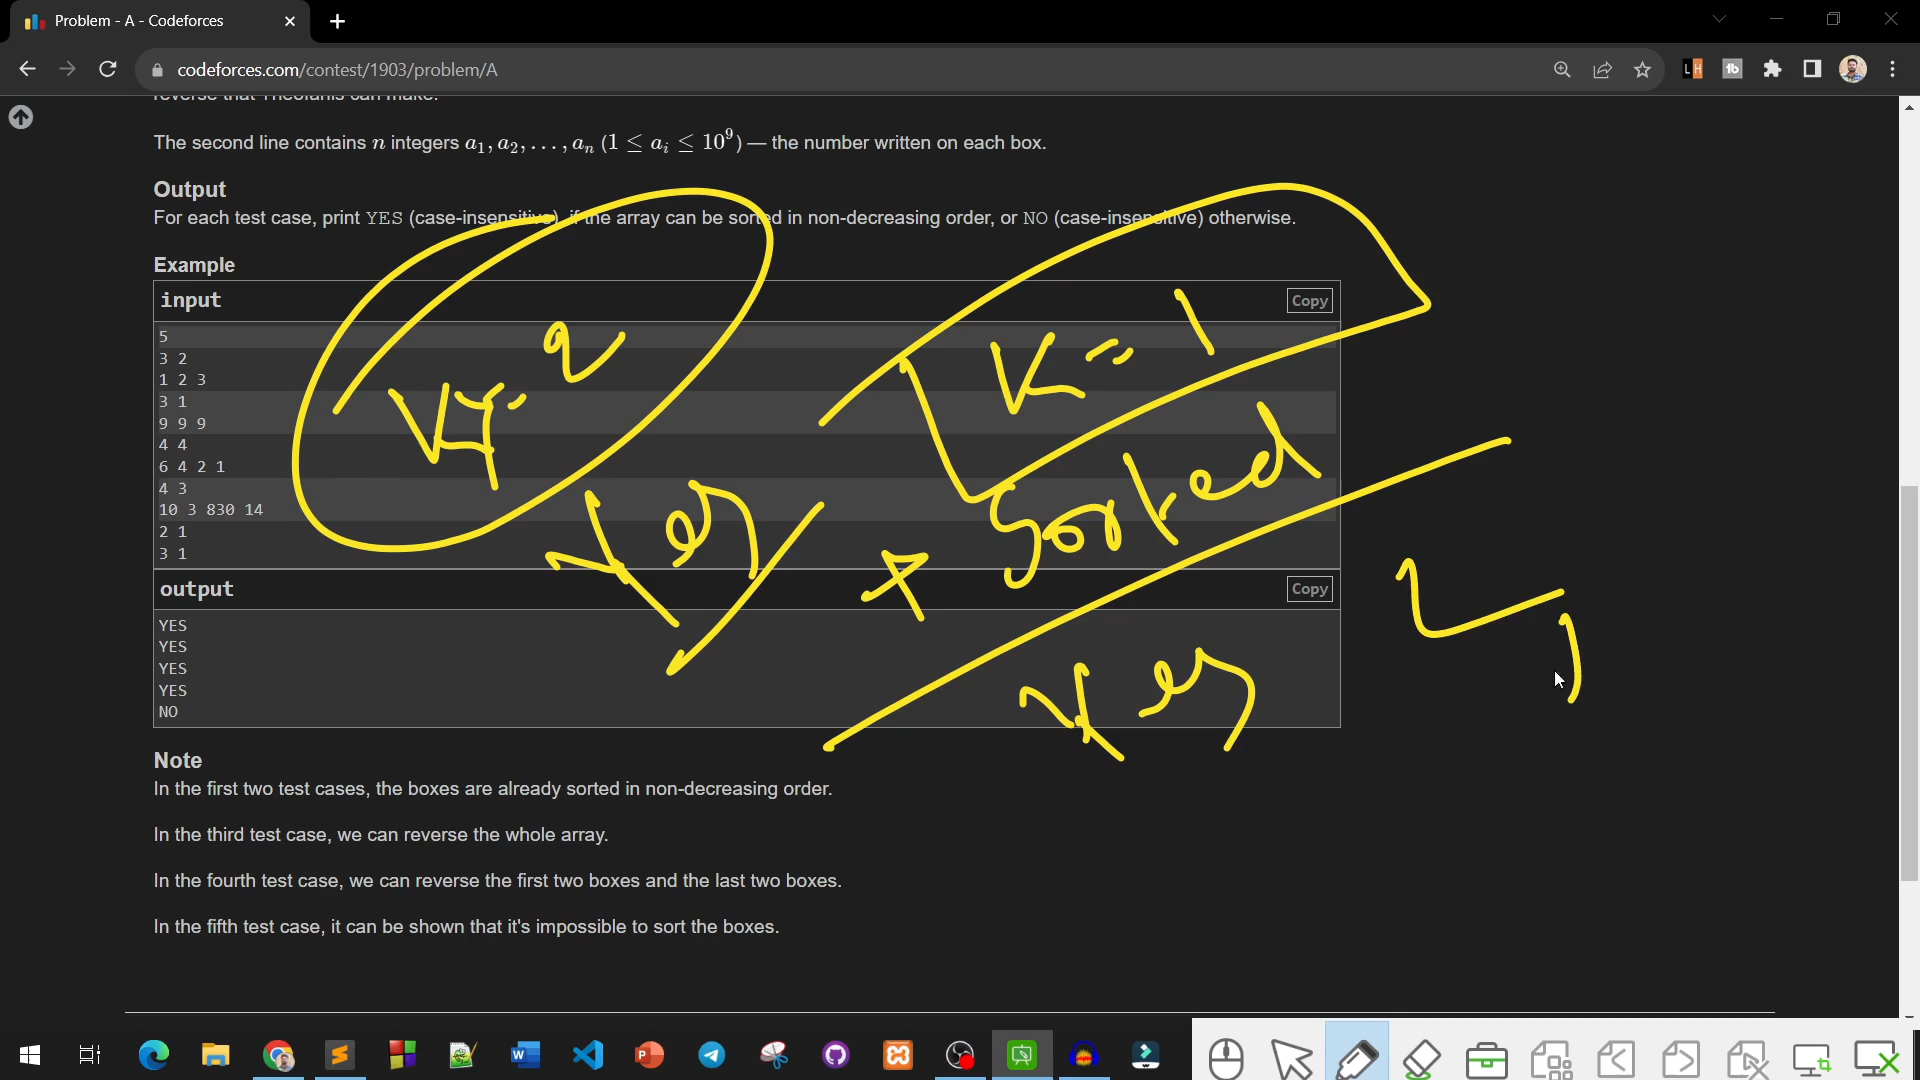 Problem - A - Codeforces
codeforces.com/contest/1903/problem/A
reverse that Theofanis can make.
The second line contains n integers a₁, a₂, . . . , aₙ (1 ≤ aᵢ ≤ 10⁹) — the number written on each box.
Output
For each test case, print YES (case-insensitive), if the array can be sorted in non-decreasing order, or NO (case-insensitive) otherwise.
Example
input
Copy
5
3 2
1 2 3
3 1
9 9 9
4 4
6 4 2 1
4 3
10 3 830 14
2 1
3 1
K = 1
Sorted
Yes
output
Copy
YES
YES
YES
YES
NO
Yes
Note
In the first two test cases, the boxes are already sorted in non-decreasing order.
In the third test case, we can reverse the whole array.
In the fourth test case, we can reverse the first two boxes and the last two boxes.
In the fifth test case, it can be shown that it's impossible to sort the boxes.